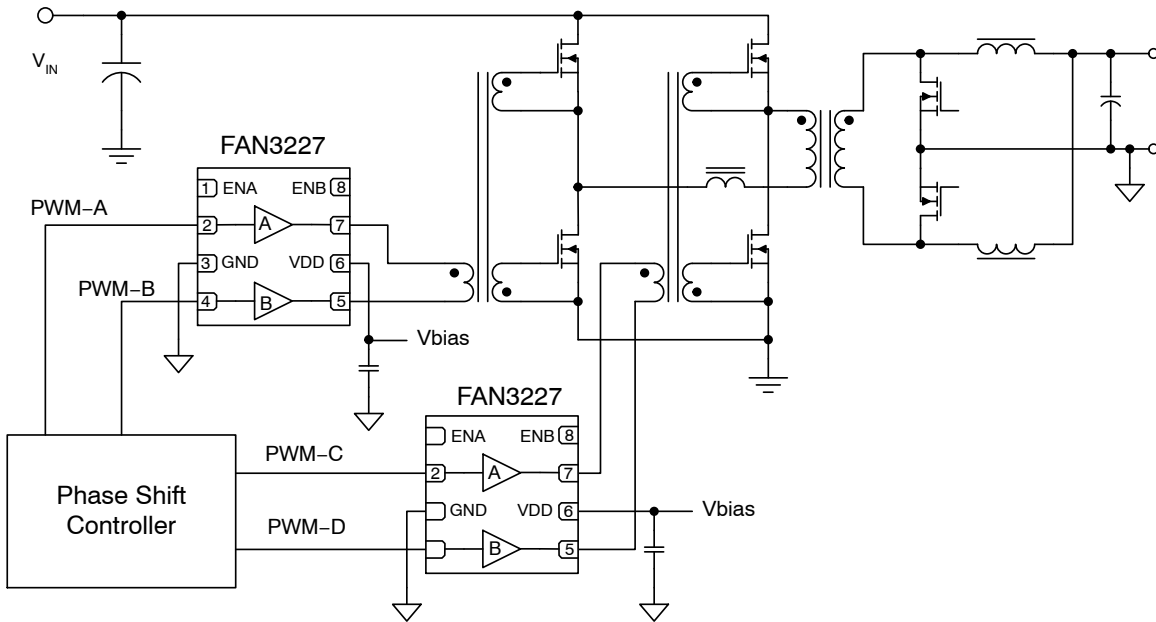 VIN
FAN3227
1 ENA ENB 8
PWM−A
2 A 7
3 GND VDD 6
PWM−B
4 B 5
Vbias
FAN3227
ENA ENB 8
PWM−C
2 A 7
Phase Shift
Controller
GND VDD 6
Vbias
PWM−D
B 5